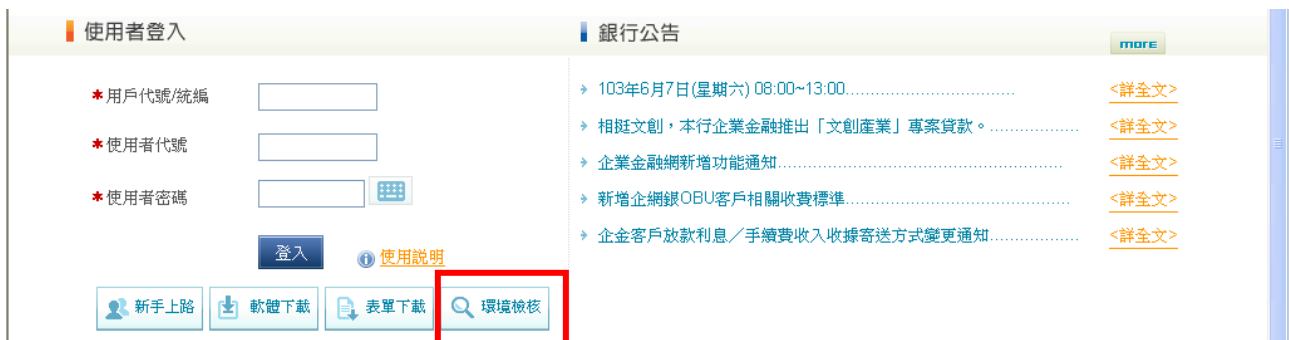 使用者登入
*用戶代號/統編
*使用者代號
*使用者密碼
登入
使用說明
新手上路
軟體下載
表單下載
環境檢核
銀行公告
more
103年6月7日(星期六) 08:00~13:00................................ <詳全文>
相挺文創，本行企業金融推出「文創產業」專案貸款。................. <詳全文>
企業金融網新增功能通知...................................................... <詳全文>
新增企網銀OBU客戶相關收費標準.......................................... <詳全文>
企金客戶放款利息／手續費收入收據寄送方式變更通知................. <詳全文>